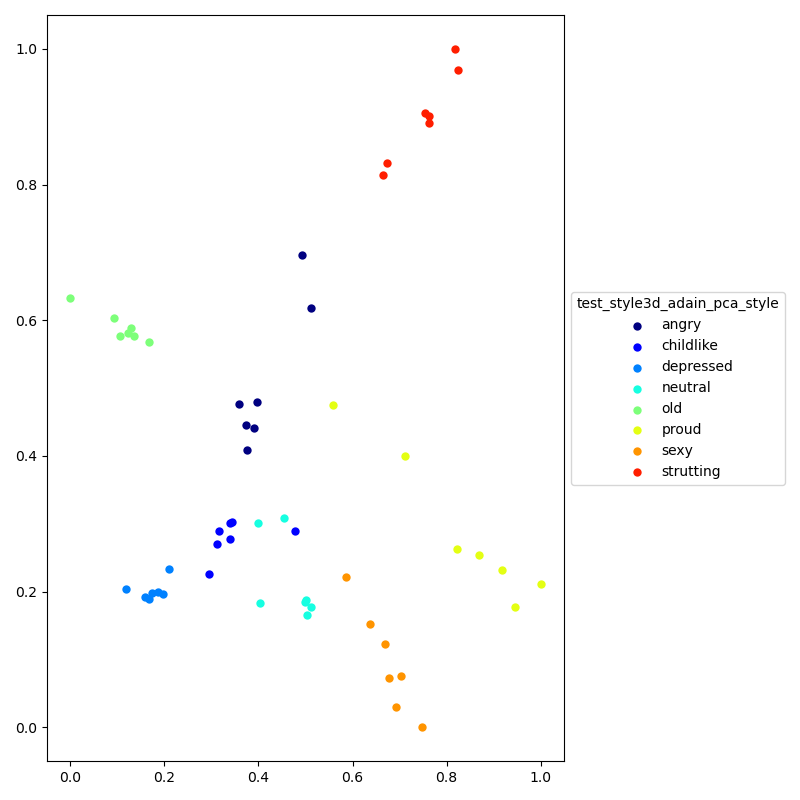 1.0
0.8
0.6
0.4
0.2
0.0
0.0 0.2 0.4 0.6 0.8 1.0
test_style3d_adain_pca_style
angry
childlike
depressed
neutral
old
proud
sexy
strutting